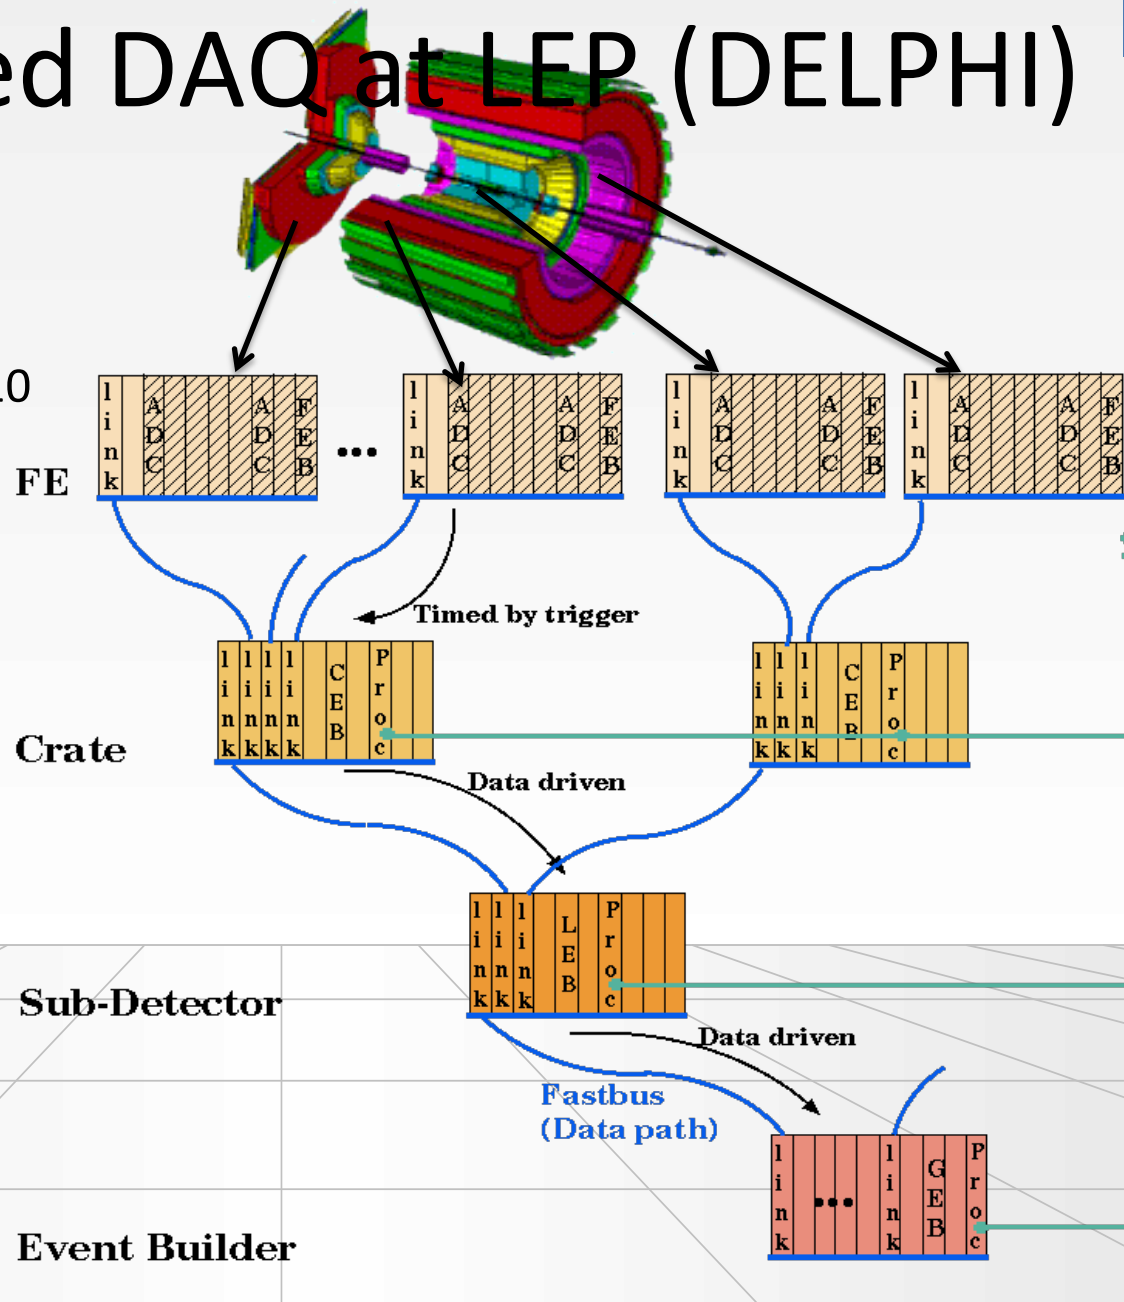 ed DAQ at LEP (DELPHI)
link ADC ADC FEB
...
link ADC ADC FEB
link ADC ADC FEB
link ADC ADC FEB
FE
Timed by trigger
link link link link CEB Proc
link link link CEB Proc
Crate
Data driven
link link link LEB Proc
Sub-Detector
Data driven
Fastbus
(Data path)
link ... link GEB Proc
Event Builder